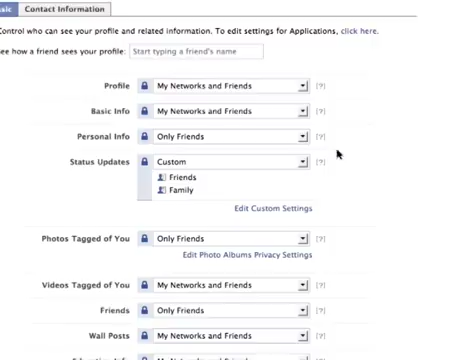 Contact Information
Control who can see your profile and related information. To edit settings for Applications, click here.
see how a friend sees your profile: Start typing a friend's name
Profile My Networks and Friends [?]
Basic Info My Networks and Friends [?]
Personal Info Only Friends [?]
Status Updates Custom [?]
Friends
Family
Edit Custom Settings
Photos Tagged of You Only Friends [?]
Edit Photo Albums Privacy Settings
Videos Tagged of You My Networks and Friends [?]
Friends Only Friends [?]
Wall Posts My Networks and Friends [?]